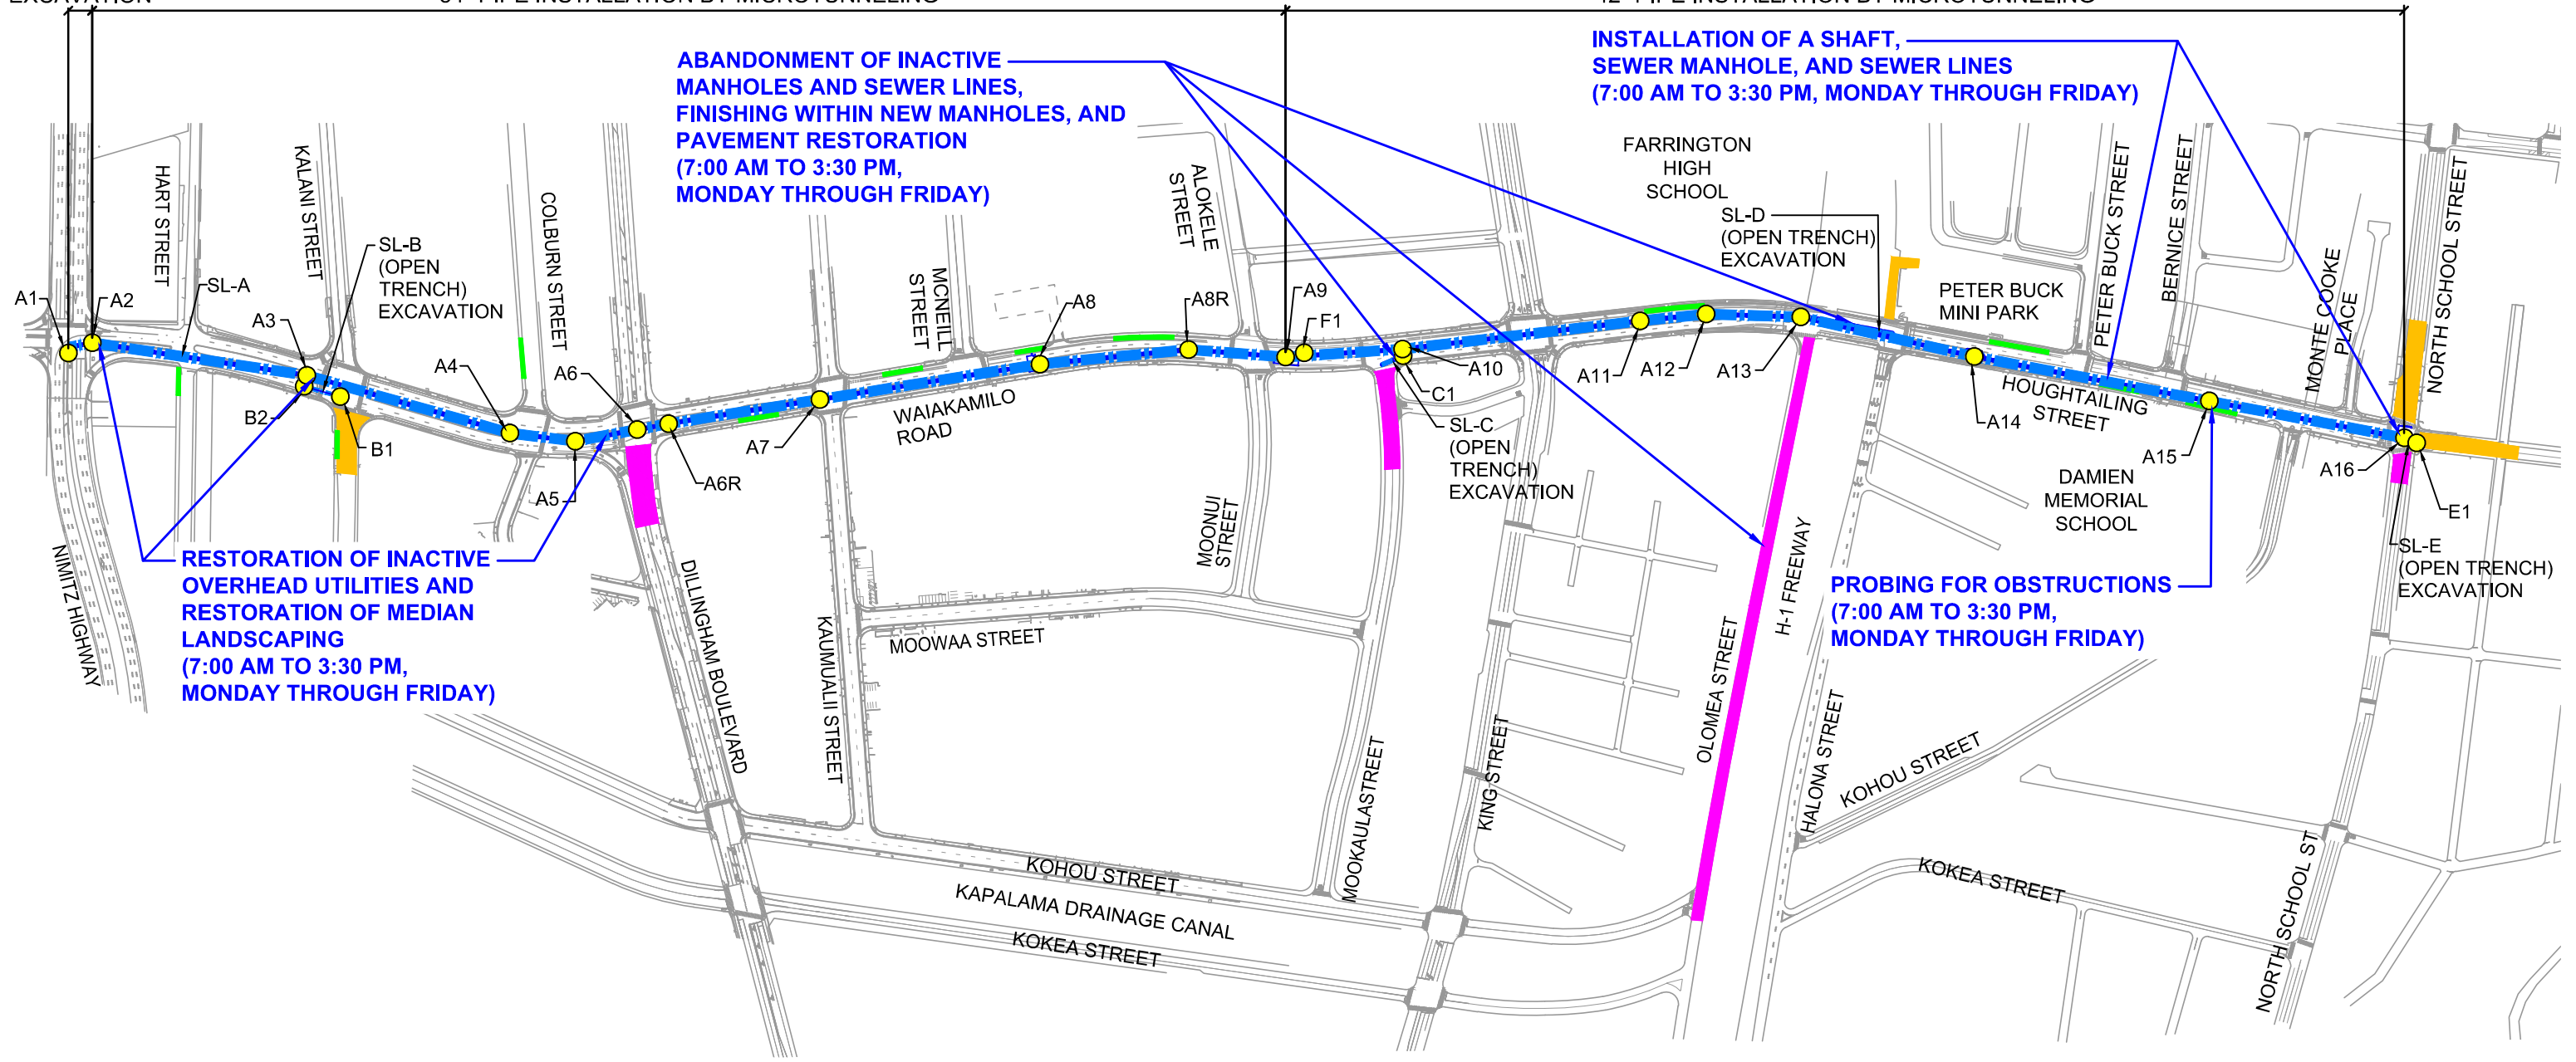 ABANDONMENT OF INACTIVE
MANHOLES AND SEWER LINES,
FINISHING WITHIN NEW MANHOLES, AND
PAVEMENT RESTORATION
(7:00 AM TO 3:30 PM,
MONDAY THROUGH FRIDAY)
INSTALLATION OF A SHAFT,
SEWER MANHOLE, AND SEWER LINES
(7:00 AM TO 3:30 PM, MONDAY THROUGH FRIDAY)
FARRINGTON
HIGH
SCHOOL
HART STREET
KALANI STREET
COLBURN STREET
ALOKELE
STREET
MCNEILL
STREET
SL-D
(OPEN TRENCH)
EXCAVATION
PETER BUCK STREET
BERNICE STREET
MONTE COOKE
PLACE
NORTH SCHOOL STREET
PETER BUCK
MINI PARK
SL-B
(OPEN
TRENCH)
EXCAVATION
A1
A2
SL-A
A3
B2
B1
A4
A5
A6
A6R
A7
A8
A8R
A9
F1
A10
C1
SL-C
(OPEN
TRENCH)
EXCAVATION
A11
A12
A13
A14
A15
A16
E1
SL-E
(OPEN TRENCH)
EXCAVATION
WAIAKAMILO
ROAD
HOUGHTAILING
STREET
DAMIEN
MEMORIAL
SCHOOL
NIMITZ HIGHWAY
RESTORATION OF INACTIVE
OVERHEAD UTILITIES AND
RESTORATION OF MEDIAN
LANDSCAPING
(7:00 AM TO 3:30 PM,
MONDAY THROUGH FRIDAY)
PROBING FOR OBSTRUCTIONS
(7:00 AM TO 3:30 PM,
MONDAY THROUGH FRIDAY)
DILLINGHAM BOULEVARD
KAUMUALII STREET
MOOWAA STREET
MOONUI
STREET
MOOKAULASTREET
KING STREET
OLOMEA STREET
H-1 FREEWAY
HALONA STREET
KOHOU STREET
KOKEA STREET
NORTH SCHOOL ST
KOHOU STREET
KAPALAMA DRAINAGE CANAL
KOKEA STREET